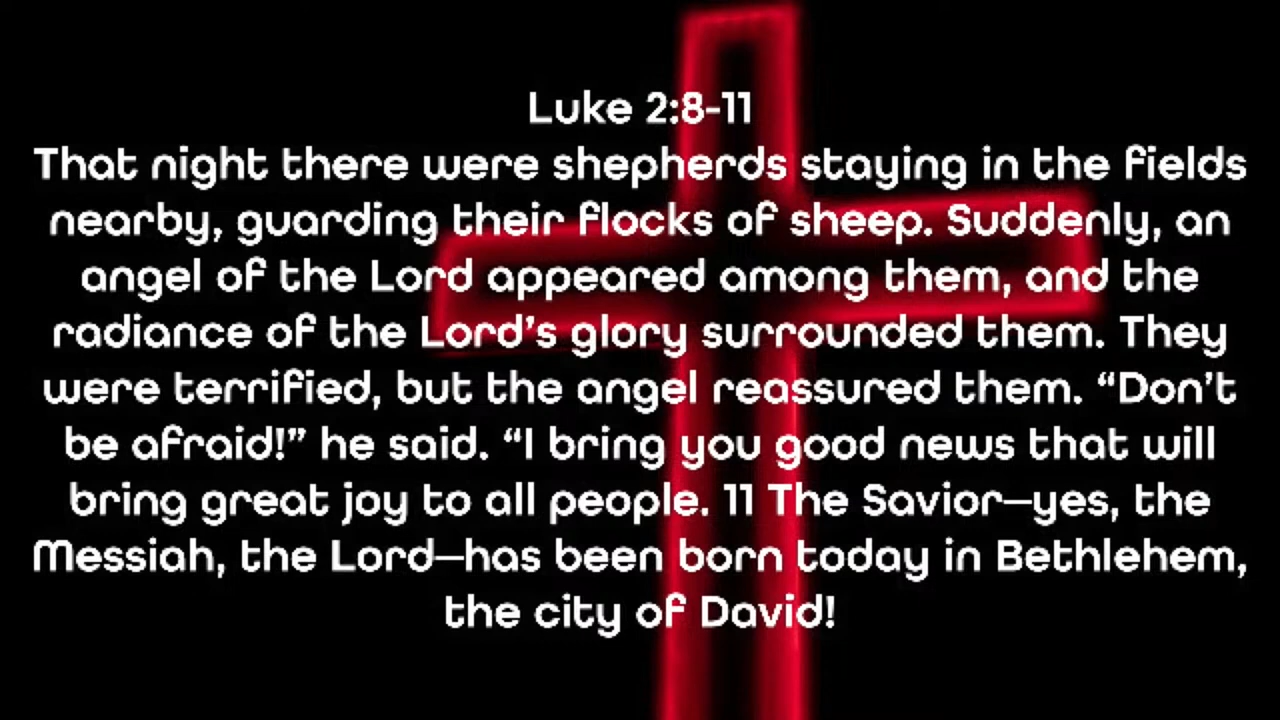 Luke 2:8-11
That night there were shepherds staying in the fields
nearby, guarding their flocks of sheep. Suddenly, an
angel of the Lord appeared among them, and the
radiance of the Lord’s glory surrounded them. They
were terrified, but the angel reassured them. “Don’t
be afraid!” he said. “I bring you good news that will
bring great joy to all people. 11 The Savior—yes, the
Messiah, the Lord—has been born today in Bethlehem,
the city of David!